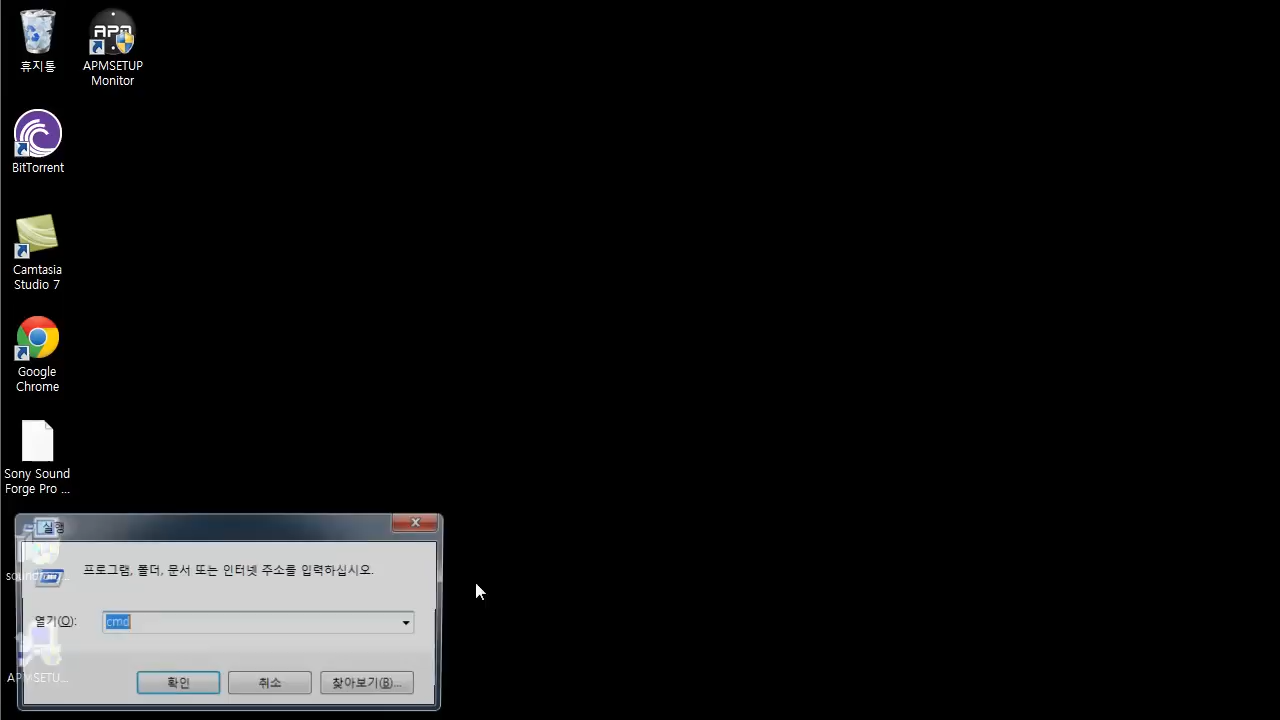 휴지통
APMSETUP
Monitor
BitTorrent
Camtasia
Studio 7
Google
Chrome
Sony Sound
Forge Pro ...
실행
프로그램, 폴더, 문서 또는 인터넷 주소를 입력하십시오.
열기(O):
cmd
확인
취소
찾아보기(B)...
APMSETU...